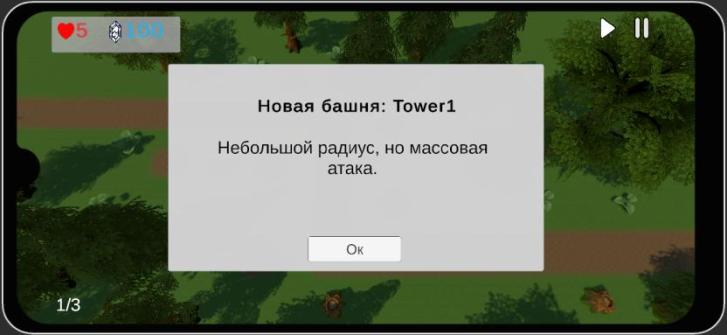 5 100
Новая башня: Tower1
Небольшой радиус, но массовая
атака.
Ок
1/3